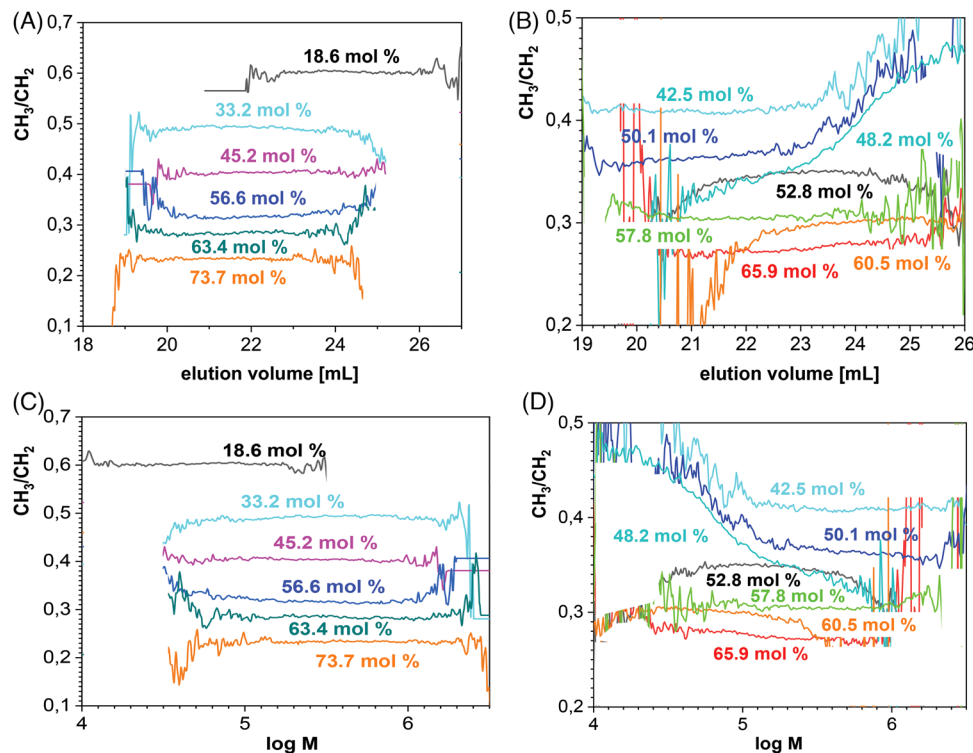 (A)
0,7
0,6
0,5
0,4
0,3
0,2
0,1
CH₃/CH₂
18.6 mol %
33.2 mol %
45.2 mol %
56.6 mol %
63.4 mol %
73.7 mol %
18 20 22 24 26
elution volume [mL]
(B)
0,5
0,4
0,3
0,2
CH₃/CH₂
42.5 mol %
50.1 mol %
48.2 mol %
52.8 mol %
57.8 mol %
65.9 mol %
60.5 mol %
19 20 21 22 23 24 25 26
elution volume [mL]
(C)
0,7
0,6
0,5
0,4
0,3
0,2
0,1
CH₃/CH₂
18.6 mol %
33.2 mol %
45.2 mol %
56.6 mol %
63.4 mol %
73.7 mol %
4 5 6
log M
(D)
0,5
0,4
0,3
0,2
CH₃/CH₂
42.5 mol %
48.2 mol %
50.1 mol %
52.8 mol %
57.8 mol %
60.5 mol %
65.9 mol %
4 5 6
log M